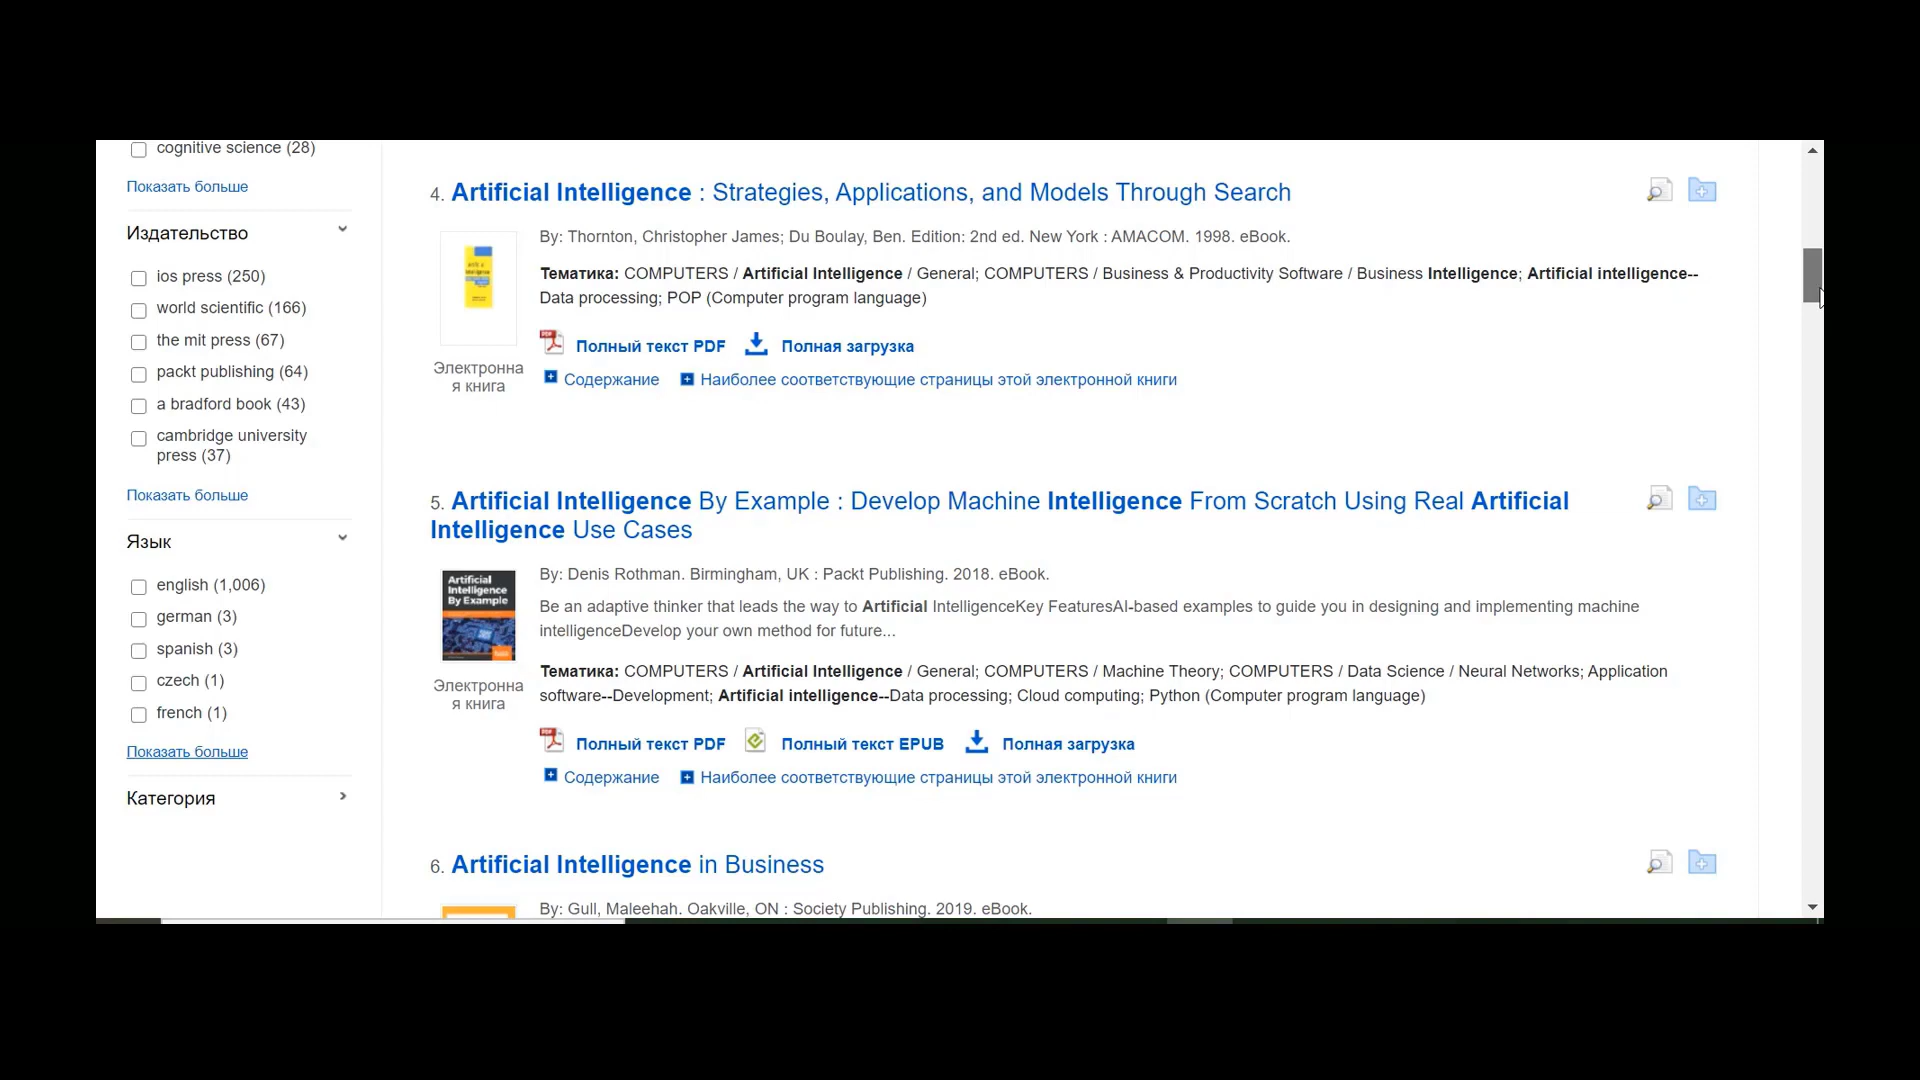 cognitive science (28)
Показать больше
Издательство
ios press (250)
world scientific (166)
the mit press (67)
packt publishing (64)
a bradford book (43)
cambridge university
press (37)
Показать больше
Язык
english (1,006)
german (3)
spanish (3)
czech (1)
french (1)
Показать больше
Категория
4. Artificial Intelligence : Strategies, Applications, and Models Through Search
By: Thornton, Christopher James; Du Boulay, Ben. Edition: 2nd ed. New York : AMACOM. 1998. eBook.
Тематика: COMPUTERS / Artificial Intelligence / General; COMPUTERS / Business & Productivity Software / Business Intelligence; Artificial intelligence--
Data processing; POP (Computer program language)
Электронна
я книга
Полный текст PDF Полная загрузка
Содержание Наиболее соответствующие страницы этой электронной книги
5. Artificial Intelligence By Example : Develop Machine Intelligence From Scratch Using Real Artificial
Intelligence Use Cases
Artificial
Intelligence
By Example
By: Denis Rothman. Birmingham, UK : Packt Publishing. 2018. eBook.
Be an adaptive thinker that leads the way to Artificial IntelligenceKey FeaturesAI-based examples to guide you in designing and implementing machine
intelligenceDevelop your own method for future...
Тематика: COMPUTERS / Artificial Intelligence / General; COMPUTERS / Machine Theory; COMPUTERS / Data Science / Neural Networks; Application
software--Development; Artificial intelligence--Data processing; Cloud computing; Python (Computer program language)
Электронна
я книга
Полный текст PDF Полный текст EPUB Полная загрузка
Содержание Наиболее соответствующие страницы этой электронной книги
6. Artificial Intelligence in Business
By: Gull, Maleehah. Oakville, ON : Society Publishing. 2019. eBook.